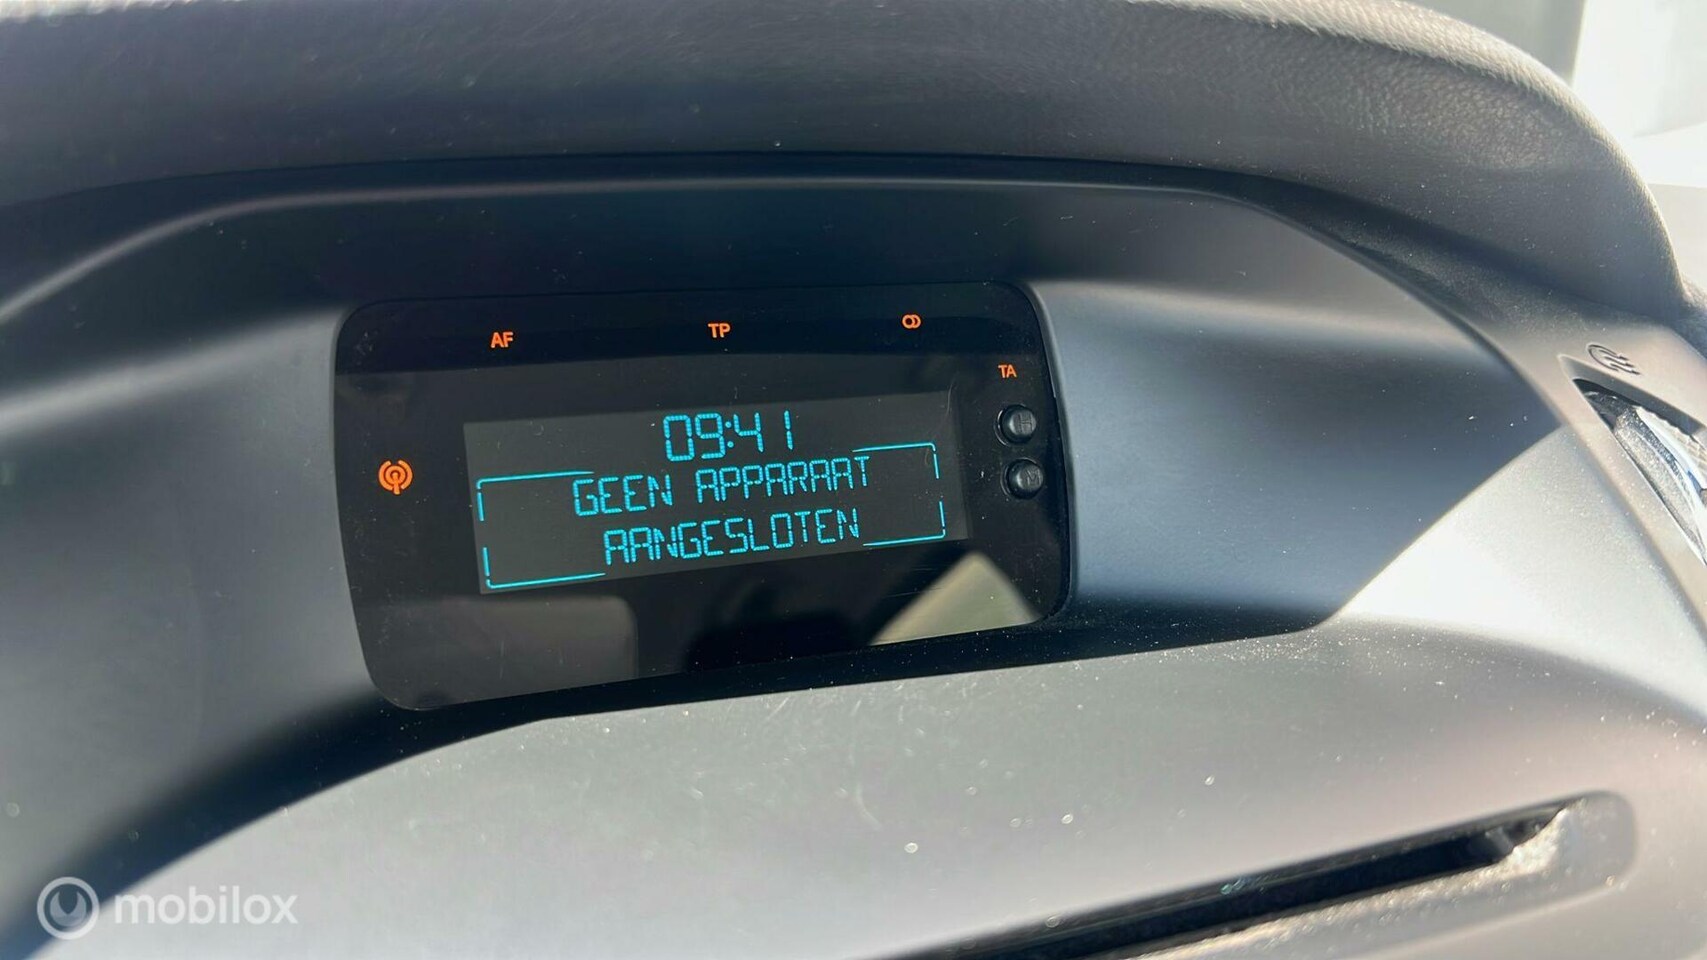 AF
TP
TA
09:41
GEEN APPARAAT
AANGESLOTEN
H
M
mobilox